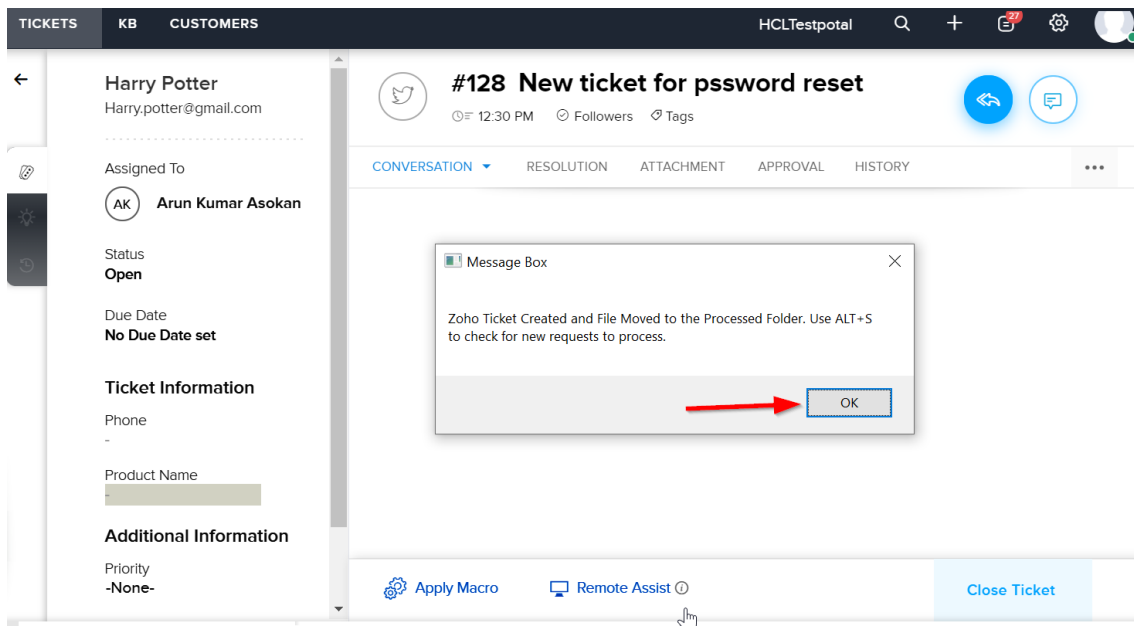 TICKETS KB CUSTOMERS HCLTestpotal 27
Harry Potter
Harry.potter@gmail.com
Assigned To
AK Arun Kumar Asokan
Status
Open
Due Date
No Due Date set
Ticket Information
Phone
-
Product Name
-
Additional Information
Priority
-None-
#128 New ticket for pssword reset
12:30 PM Followers Tags
CONVERSATION RESOLUTION ATTACHMENT APPROVAL HISTORY
Message Box
Zoho Ticket Created and File Moved to the Processed Folder. Use ALT+S
to check for new requests to process.
OK
Apply Macro Remote Assist Close Ticket